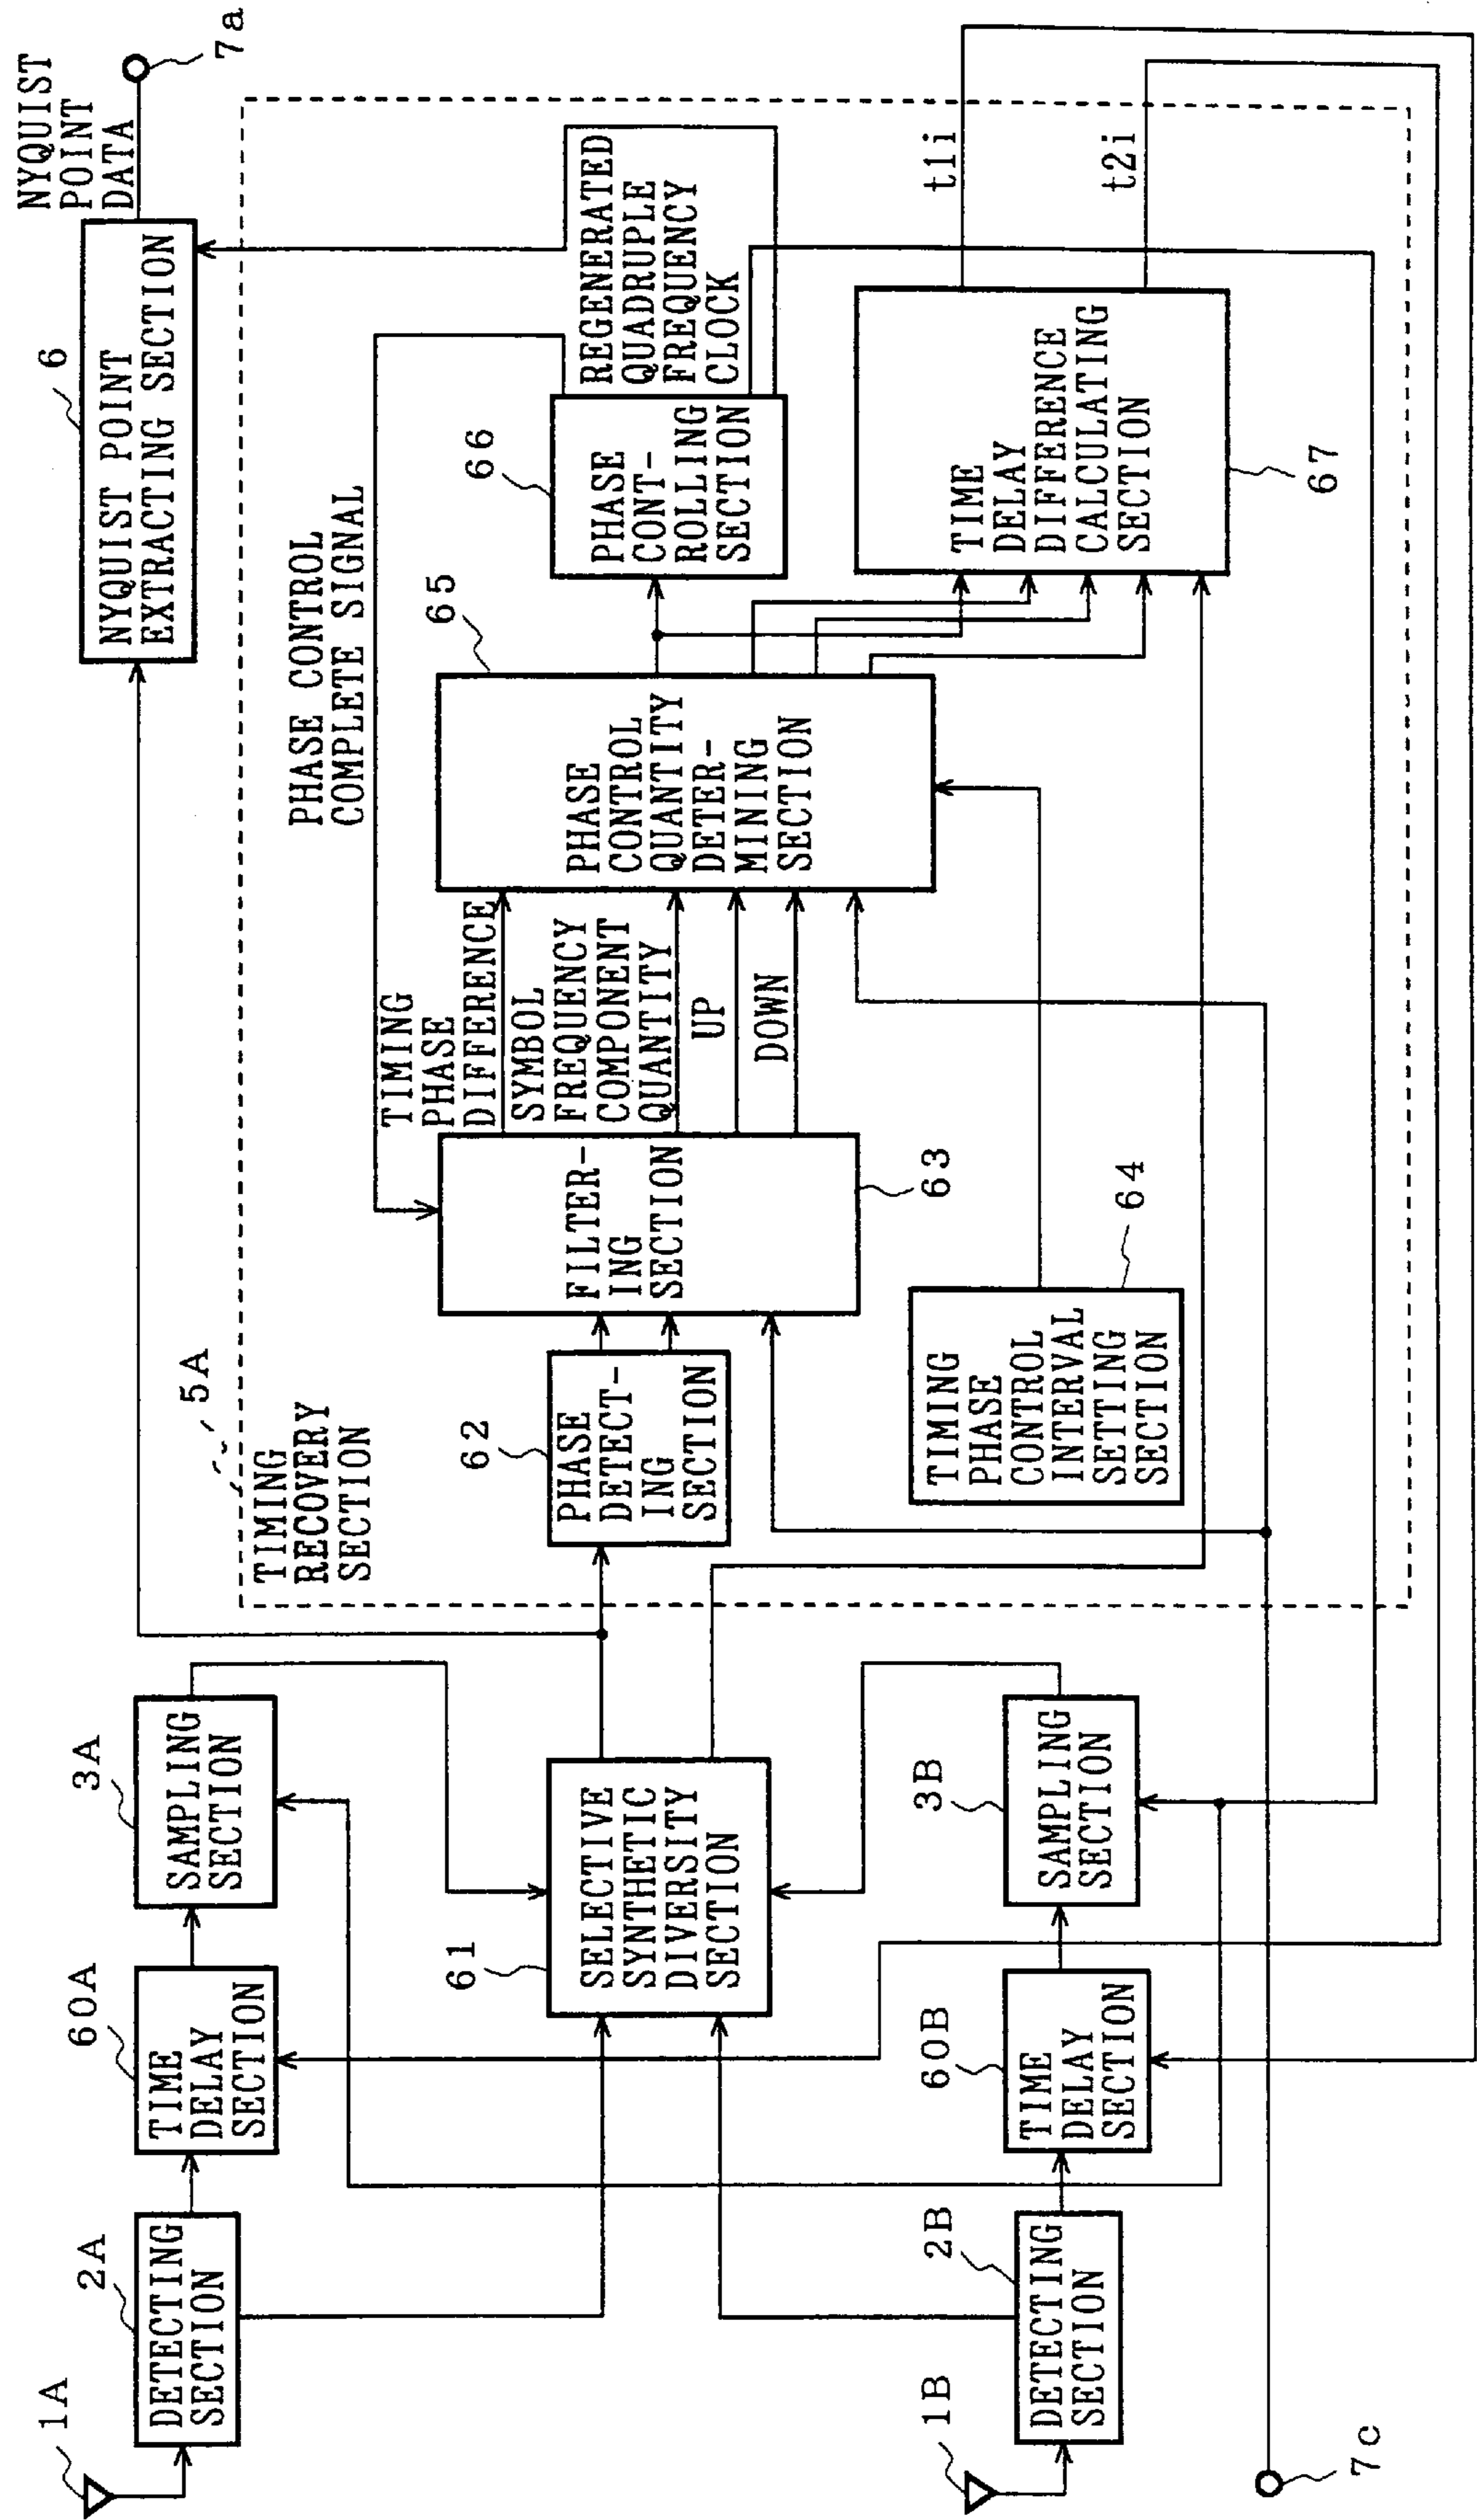 1A
2A
DETECTING
SECTION
60A
TIME
DELAY
SECTION
3A
SAMPLING
SECTION
6
NYQUIST POINT
EXTRACTING SECTION
NYQUIST
POINT
DATA
7a
5A
TIMING
RECOVERY
SECTION
PHASE CONTROL
COMPLETE SIGNAL
61
SELECTIVE
SYNTHETIC
DIVERSITY
SECTION
62
PHASE
DETECT-
ING
SECTION
FILTER-
ING
SECTION
63
TIMING
PHASE
DIFFERENCE
SYMBOL
FREQUENCY
COMPONENT
QUANTITY
UP
DOWN
65
PHASE
CONTROL
QUANTITY
DETER-
MINING
SECTION
66
PHASE
CONT-
ROLLING
SECTION
REGENERATED
QUADRUPLE
FREQUENCY
CLOCK
64
TIMING
PHASE
CONTROL
INTERVAL
SETTING
SECTION
TIME
DELAY
DIFFERENCE
CALCULATING
SECTION
67
t1i
t2i
1B
2B
DETECTING
SECTION
60B
TIME
DELAY
SECTION
3B
SAMPLING
SECTION
7c